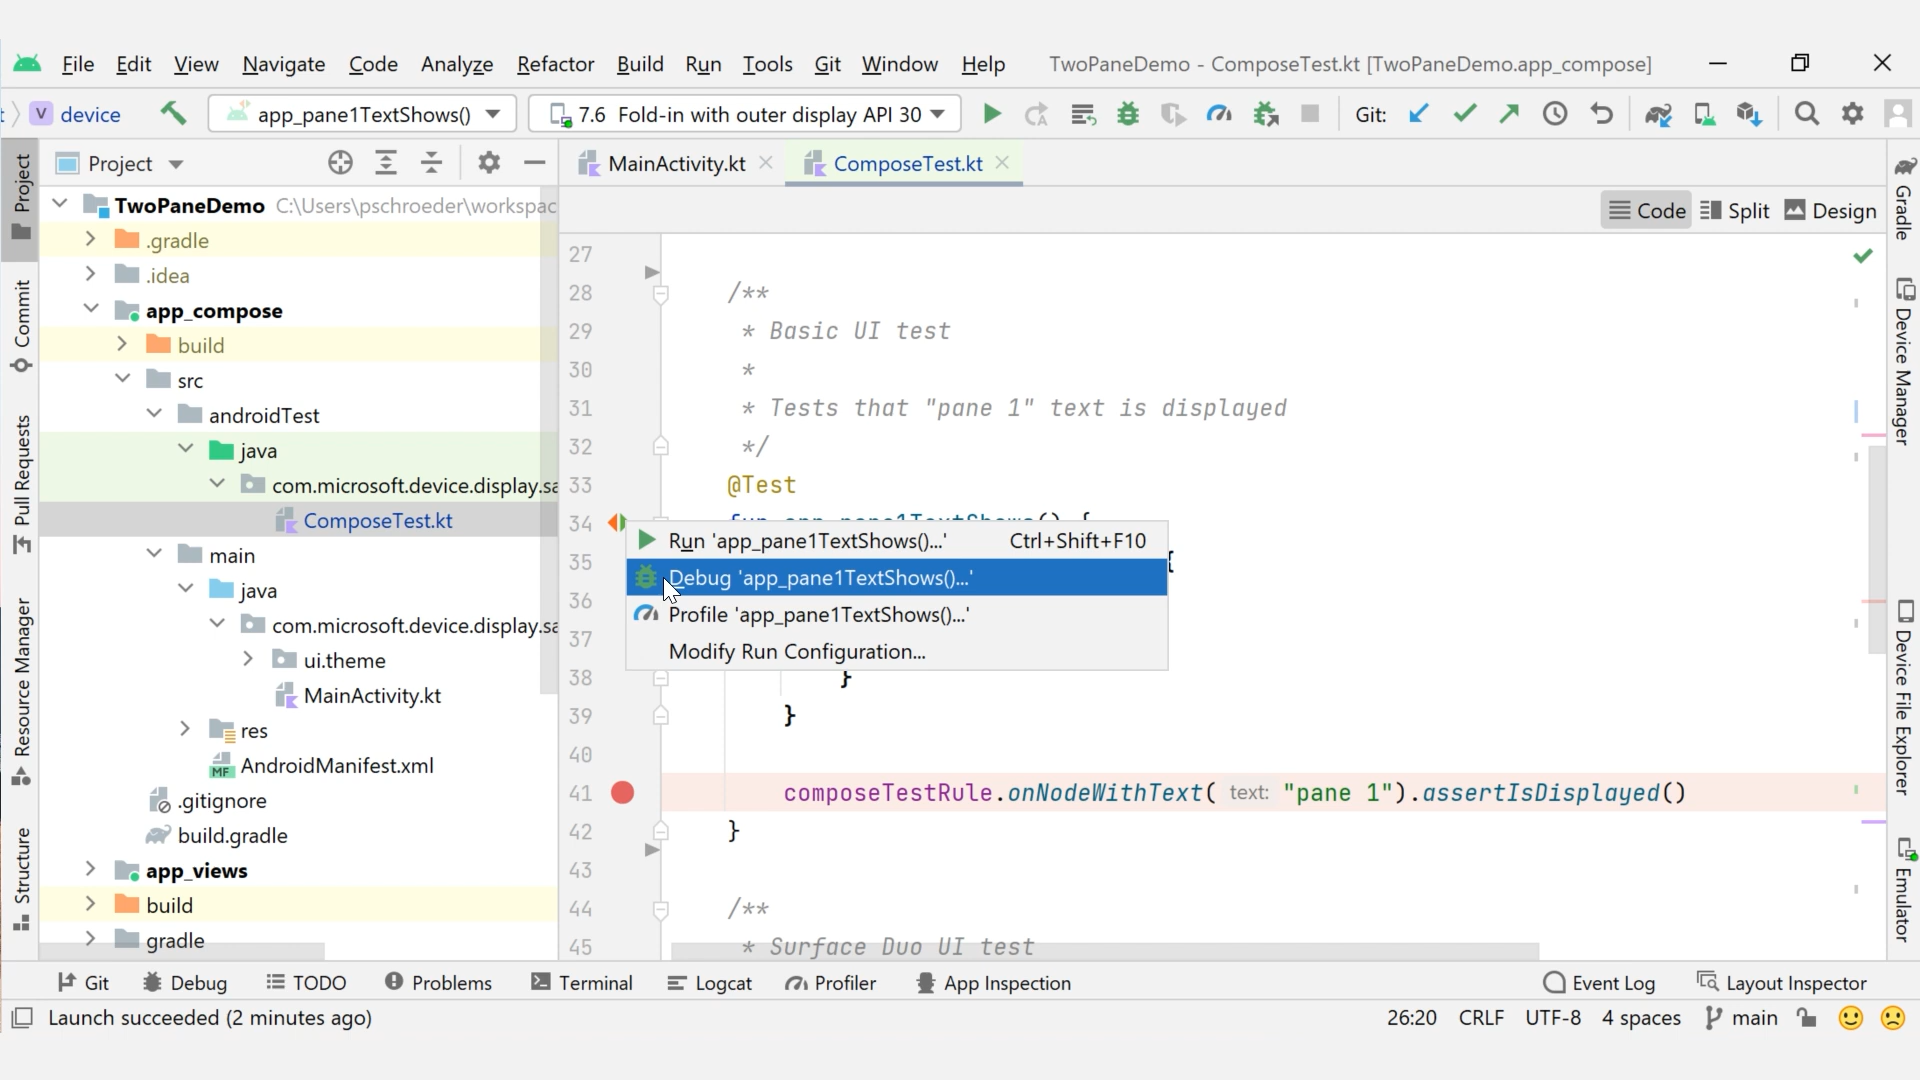 File Edit View Navigate Code Analyze Refactor Build Run Tools Git Window Help TwoPaneDemo - ComposeTest.kt [TwoPaneDemo.app_compose]
V device app_pane1TextShows() 7.6 Fold-in with outer display API 30 Git:
Project
MainActivity.kt ComposeTest.kt
Code Split Design
TwoPaneDemo C:\Users\pschroeder\workspac
.gradle
.idea
app_compose
build
src
androidTest
java
com.microsoft.device.display.sa
ComposeTest.kt
main
java
com.microsoft.device.display.sa
ui.theme
MainActivity.kt
res
MF AndroidManifest.xml
.gitignore
build.gradle
app_views
build
gradle
Project
Commit
Pull Requests
Resource Manager
Structure
27
28 /**
29 * Basic UI test
30 *
31 * Tests that "pane 1" text is displayed
32 */
33 @Test
34 fun app_pane1TextShows() {
35 {
36
37
38 }
39 }
40
41 composeTestRule.onNodeWithText( text: "pane 1").assertIsDisplayed()
42 }
43
44 /**
45 * Surface Duo UI test
Run 'app_pane1TextShows()...' Ctrl+Shift+F10
Debug 'app_pane1TextShows()...'
Profile 'app_pane1TextShows()...'
Modify Run Configuration...
Gradle
Device Manager
Device File Explorer
Emulator
Git Debug TODO Problems Terminal Logcat Profiler App Inspection Event Log Layout Inspector
Launch succeeded (2 minutes ago) 26:20 CRLF UTF-8 4 spaces main